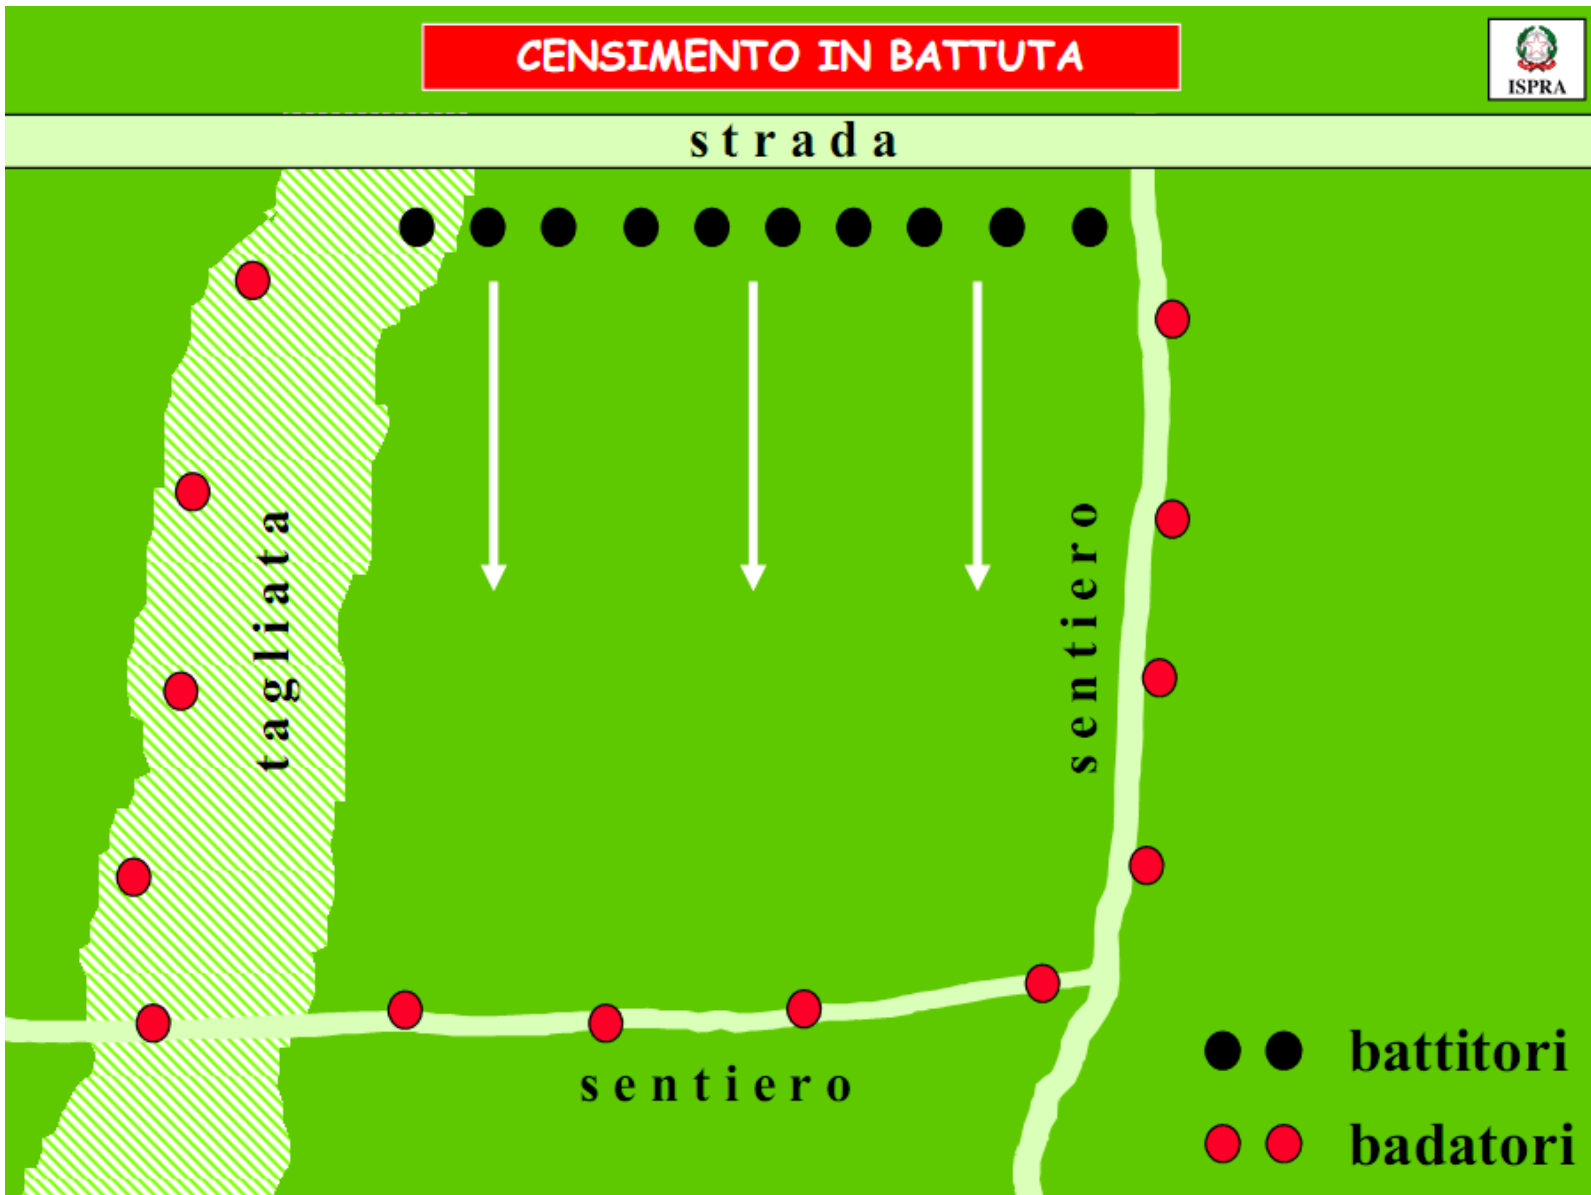 CENSIMENTO IN BATTUTA
ISPRA
strada
tagliata
sentiero
sentiero
battitori
badatori